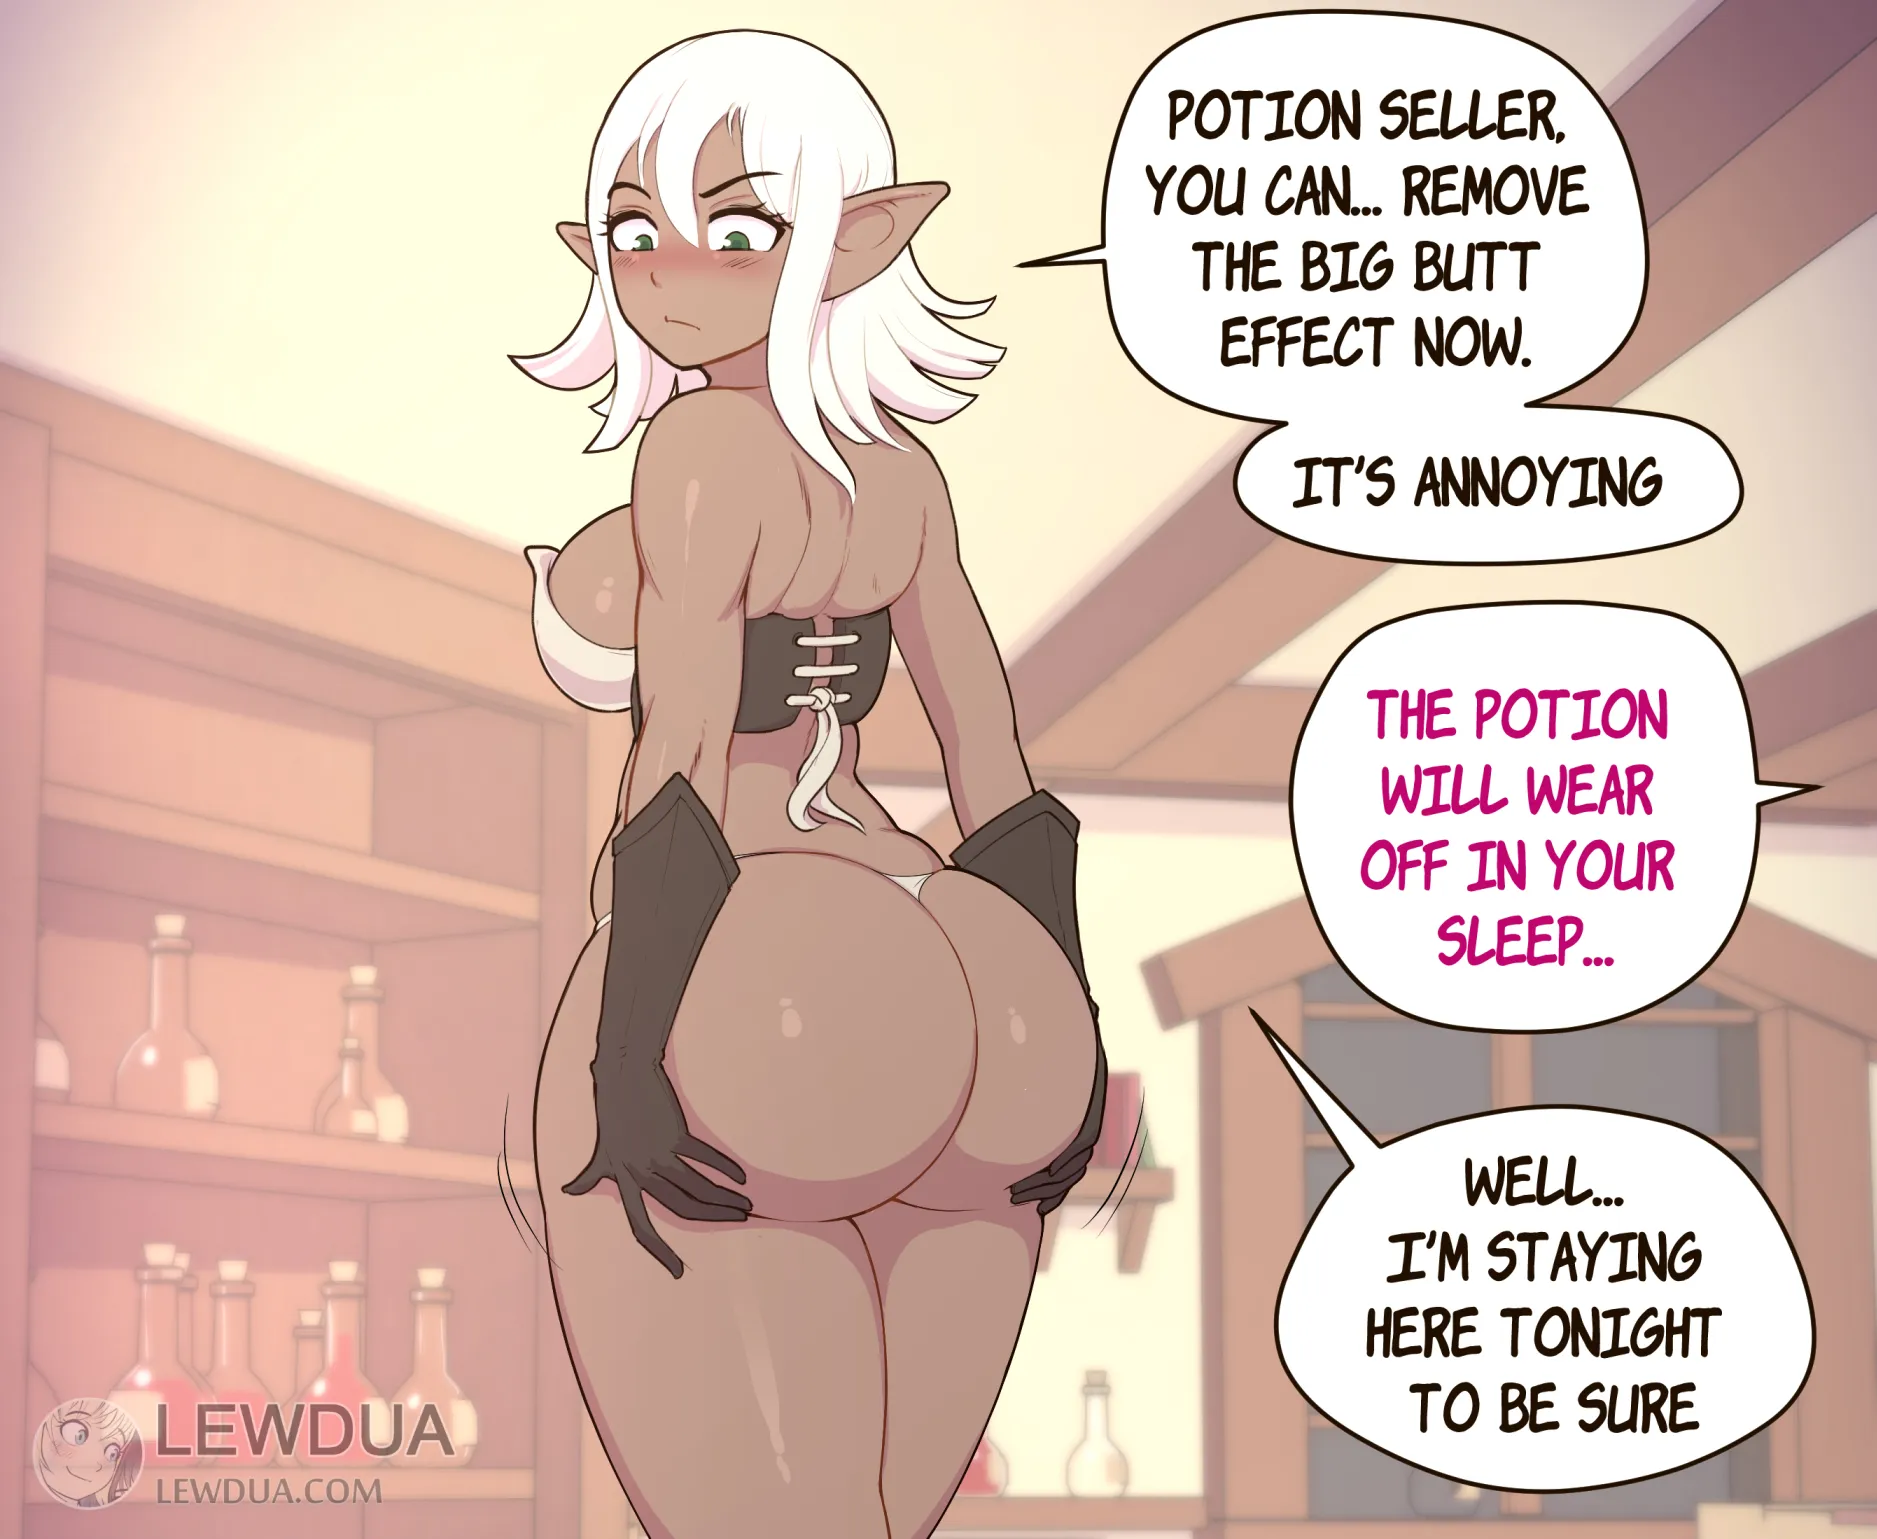 POTION SELLER,
YOU CAN... REMOVE
THE BIG BUTT
EFFECT NOW.
IT'S ANNOYING
THE POTION
WILL WEAR
OFF IN YOUR
SLEEP...
WELL...
I'M STAYING
HERE TONIGHT
TO BE SURE
LEWDUA
LEWDUA.COM